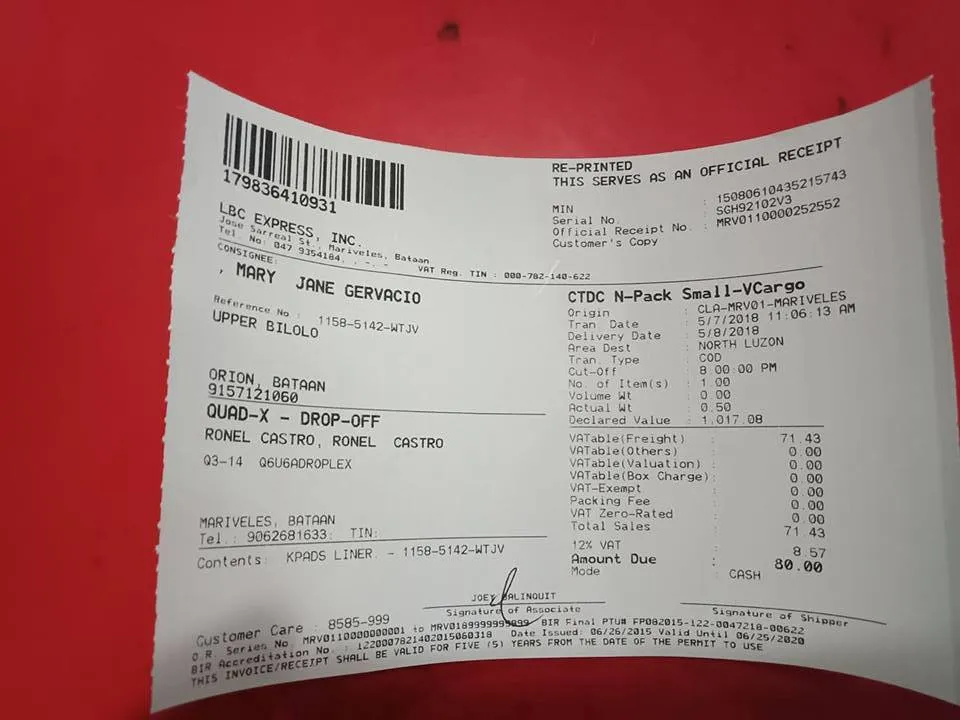 179836410931
LBC EXPRESS, INC.
Jose Sarreal St., Mariveles, Bataan
Tel. No: 047 9354184, , -, -
VAT Reg. TIN : 000-782-140-622
RE-PRINTED
THIS SERVES AS AN OFFICIAL RECEIPT
MIN : 15080610435215743
Serial No. : SGH92102V3
Official Receipt No. : MRV0110000252552
Customer's Copy
CONSIGNEE:
, MARY JANE GERVACIO
Reference No : 1158-5142-WTJV
UPPER BILOLO
ORION, BATAAN
9157121060
QUAD-X - DROP-OFF
RONEL CASTRO, RONEL CASTRO
Q3-14 Q6U6ADROPLEX
MARIVELES, BATAAN
Tel.: 9062681633; TIN:
Contents: KPADS LINER. - 1158-5142-WTJV
CTDC N-Pack Small-VCargo
Origin : CLA-MRV01-MARIVELES
Tran. Date : 5/7/2018 11:06:13 AM
Delivery Date : 5/8/2018
Area Dest : NORTH LUZON
Tran. Type : COD
Cut-Off : 8:00:00 PM
No. of Item(s) : 1.00
Volume Wt : 0.00
Actual Wt : 0.50
Declared Value : 1,017.08
VATable(Freight) : 71.43
VATable(Others) : 0.00
VATable(Valuation) : 0.00
VATable(Box Charge): 0.00
VAT-Exempt : 0.00
Packing Fee : 0.00
VAT Zero-Rated : 0.00
Total Sales : 71.43
12% VAT : 8.57
Amount Due : 80.00
Mode : CASH
JOEY BALINQUIT
Signature of Associate
Signature of Shipper
Customer Care : 8585-999
O.R. Series No. MRV0110000000001 to MRV0189999999999 BIR Final PTU# FP082015-122-0047218-00622
BIR Accreditation No. : 1220007821402015060318 Date Issued: 06/26/2015 Valid Until 06/25/2020
THIS INVOICE/RECEIPT SHALL BE VALID FOR FIVE (5) YEARS FROM THE DATE OF THE PERMIT TO USE